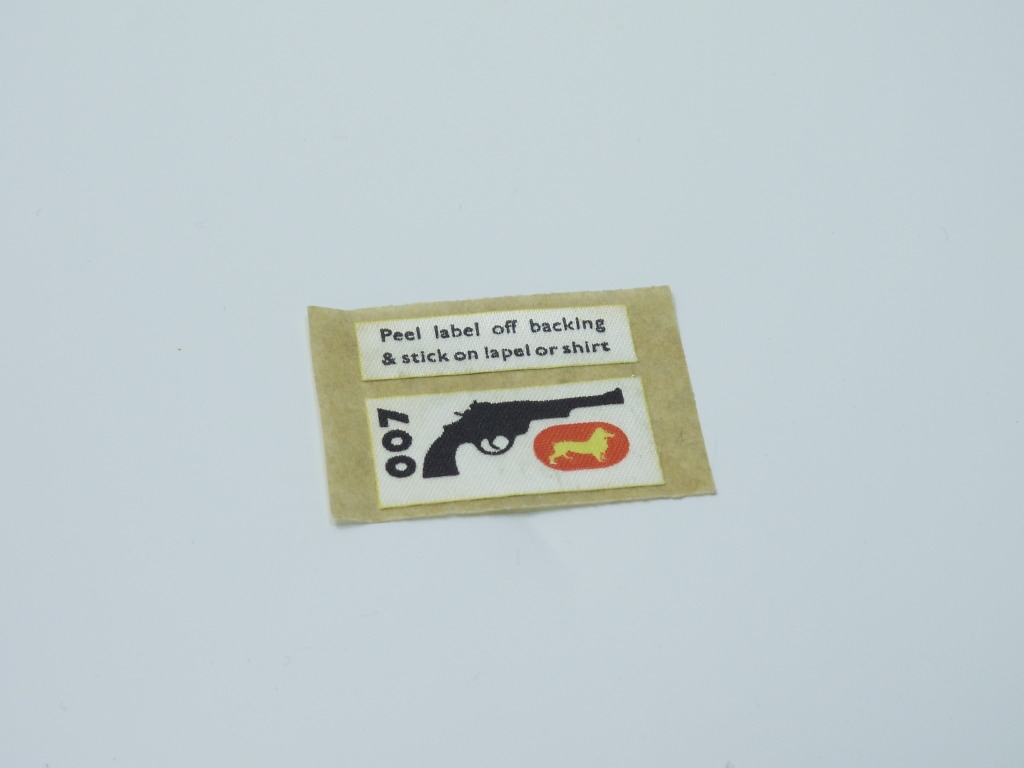 Peel label off backing
& stick on lapel or shirt
007